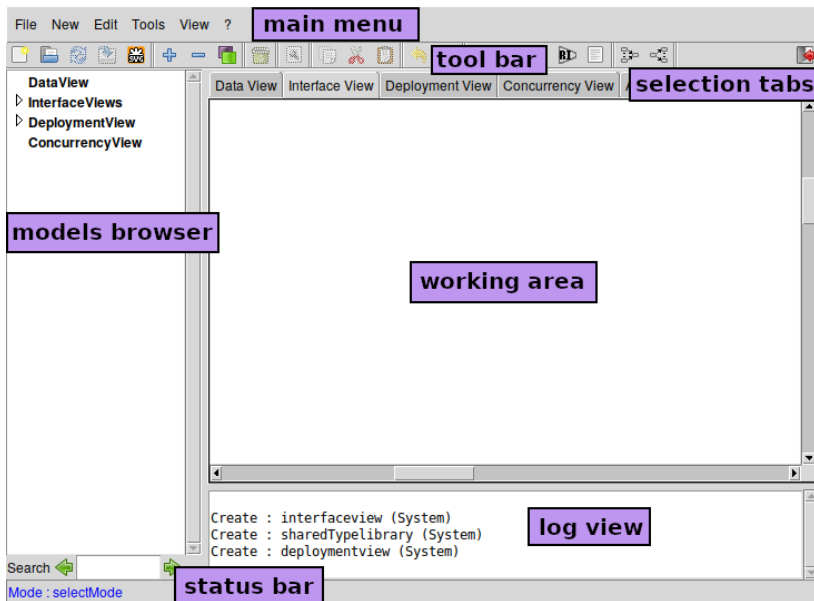 File New Edit Tools View ?
main menu
tool bar
selection tabs
DataView
InterfaceViews
DeploymentView
ConcurrencyView
Data View Interface View Deployment View Concurrency View
models browser
working area
Create : interfaceview (System)
Create : sharedTypelibrary (System)
Create : deploymentview (System)
log view
Search
status bar
Mode : selectMode